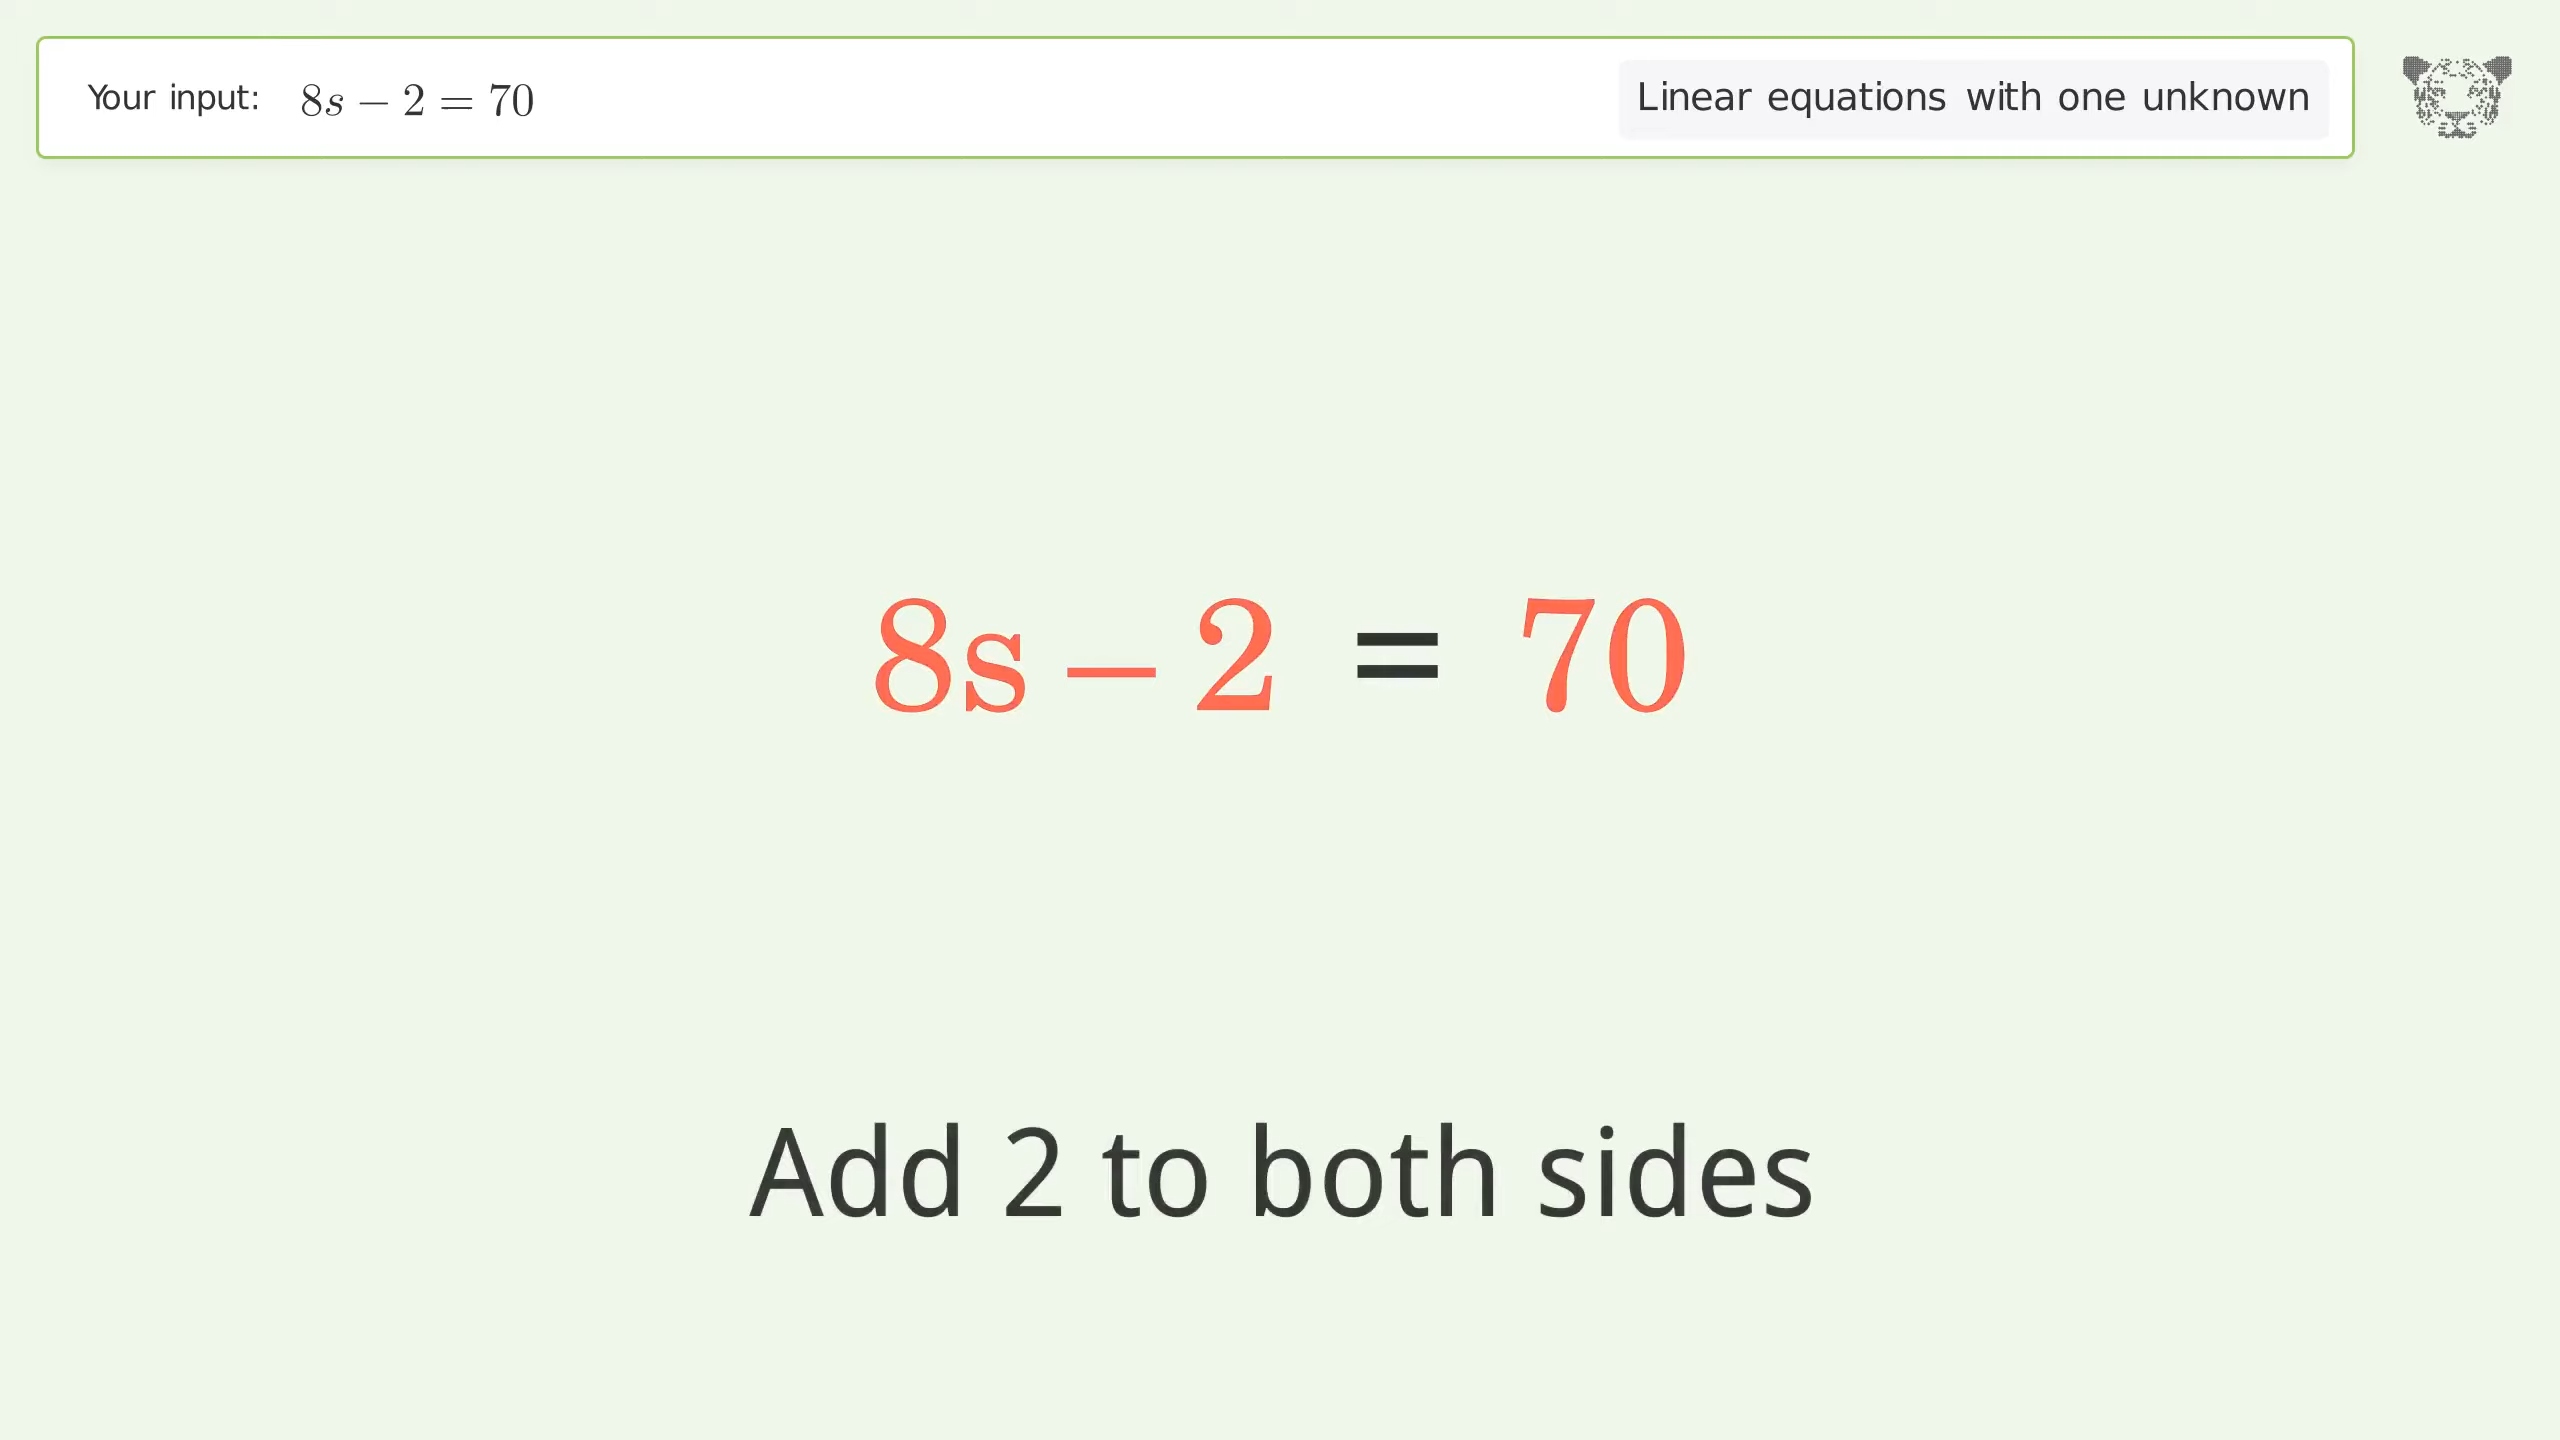 Your input: 8s − 2 = 70
Linear equations with one unknown
8s − 2 = 70
Add 2 to both sides